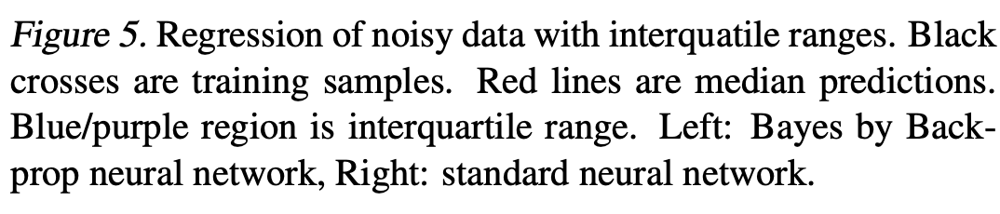 Figure 5. Regression of noisy data with interquatile ranges. Black
crosses are training samples. Red lines are median predictions.
Blue/purple region is interquartile range. Left: Bayes by Back-
prop neural network, Right: standard neural network.